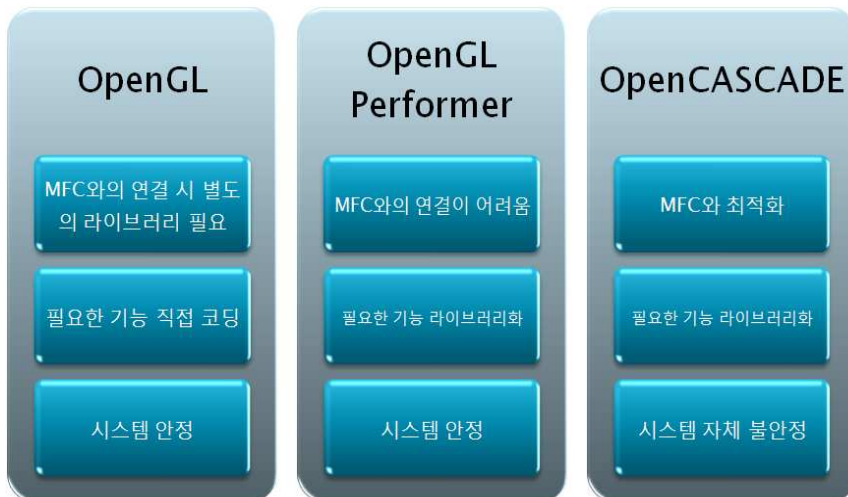 OpenGL
MFC와의 연결 시 별도
의 라이브러리 필요
필요한 기능 직접 코딩
시스템 안정
OpenGL
Performer
MFC와의 연결이 어려움
필요한 기능 라이브러리화
시스템 안정
OpenCASCADE
MFC와 최적화
필요한 기능 라이브러리화
시스템 자체 불안정